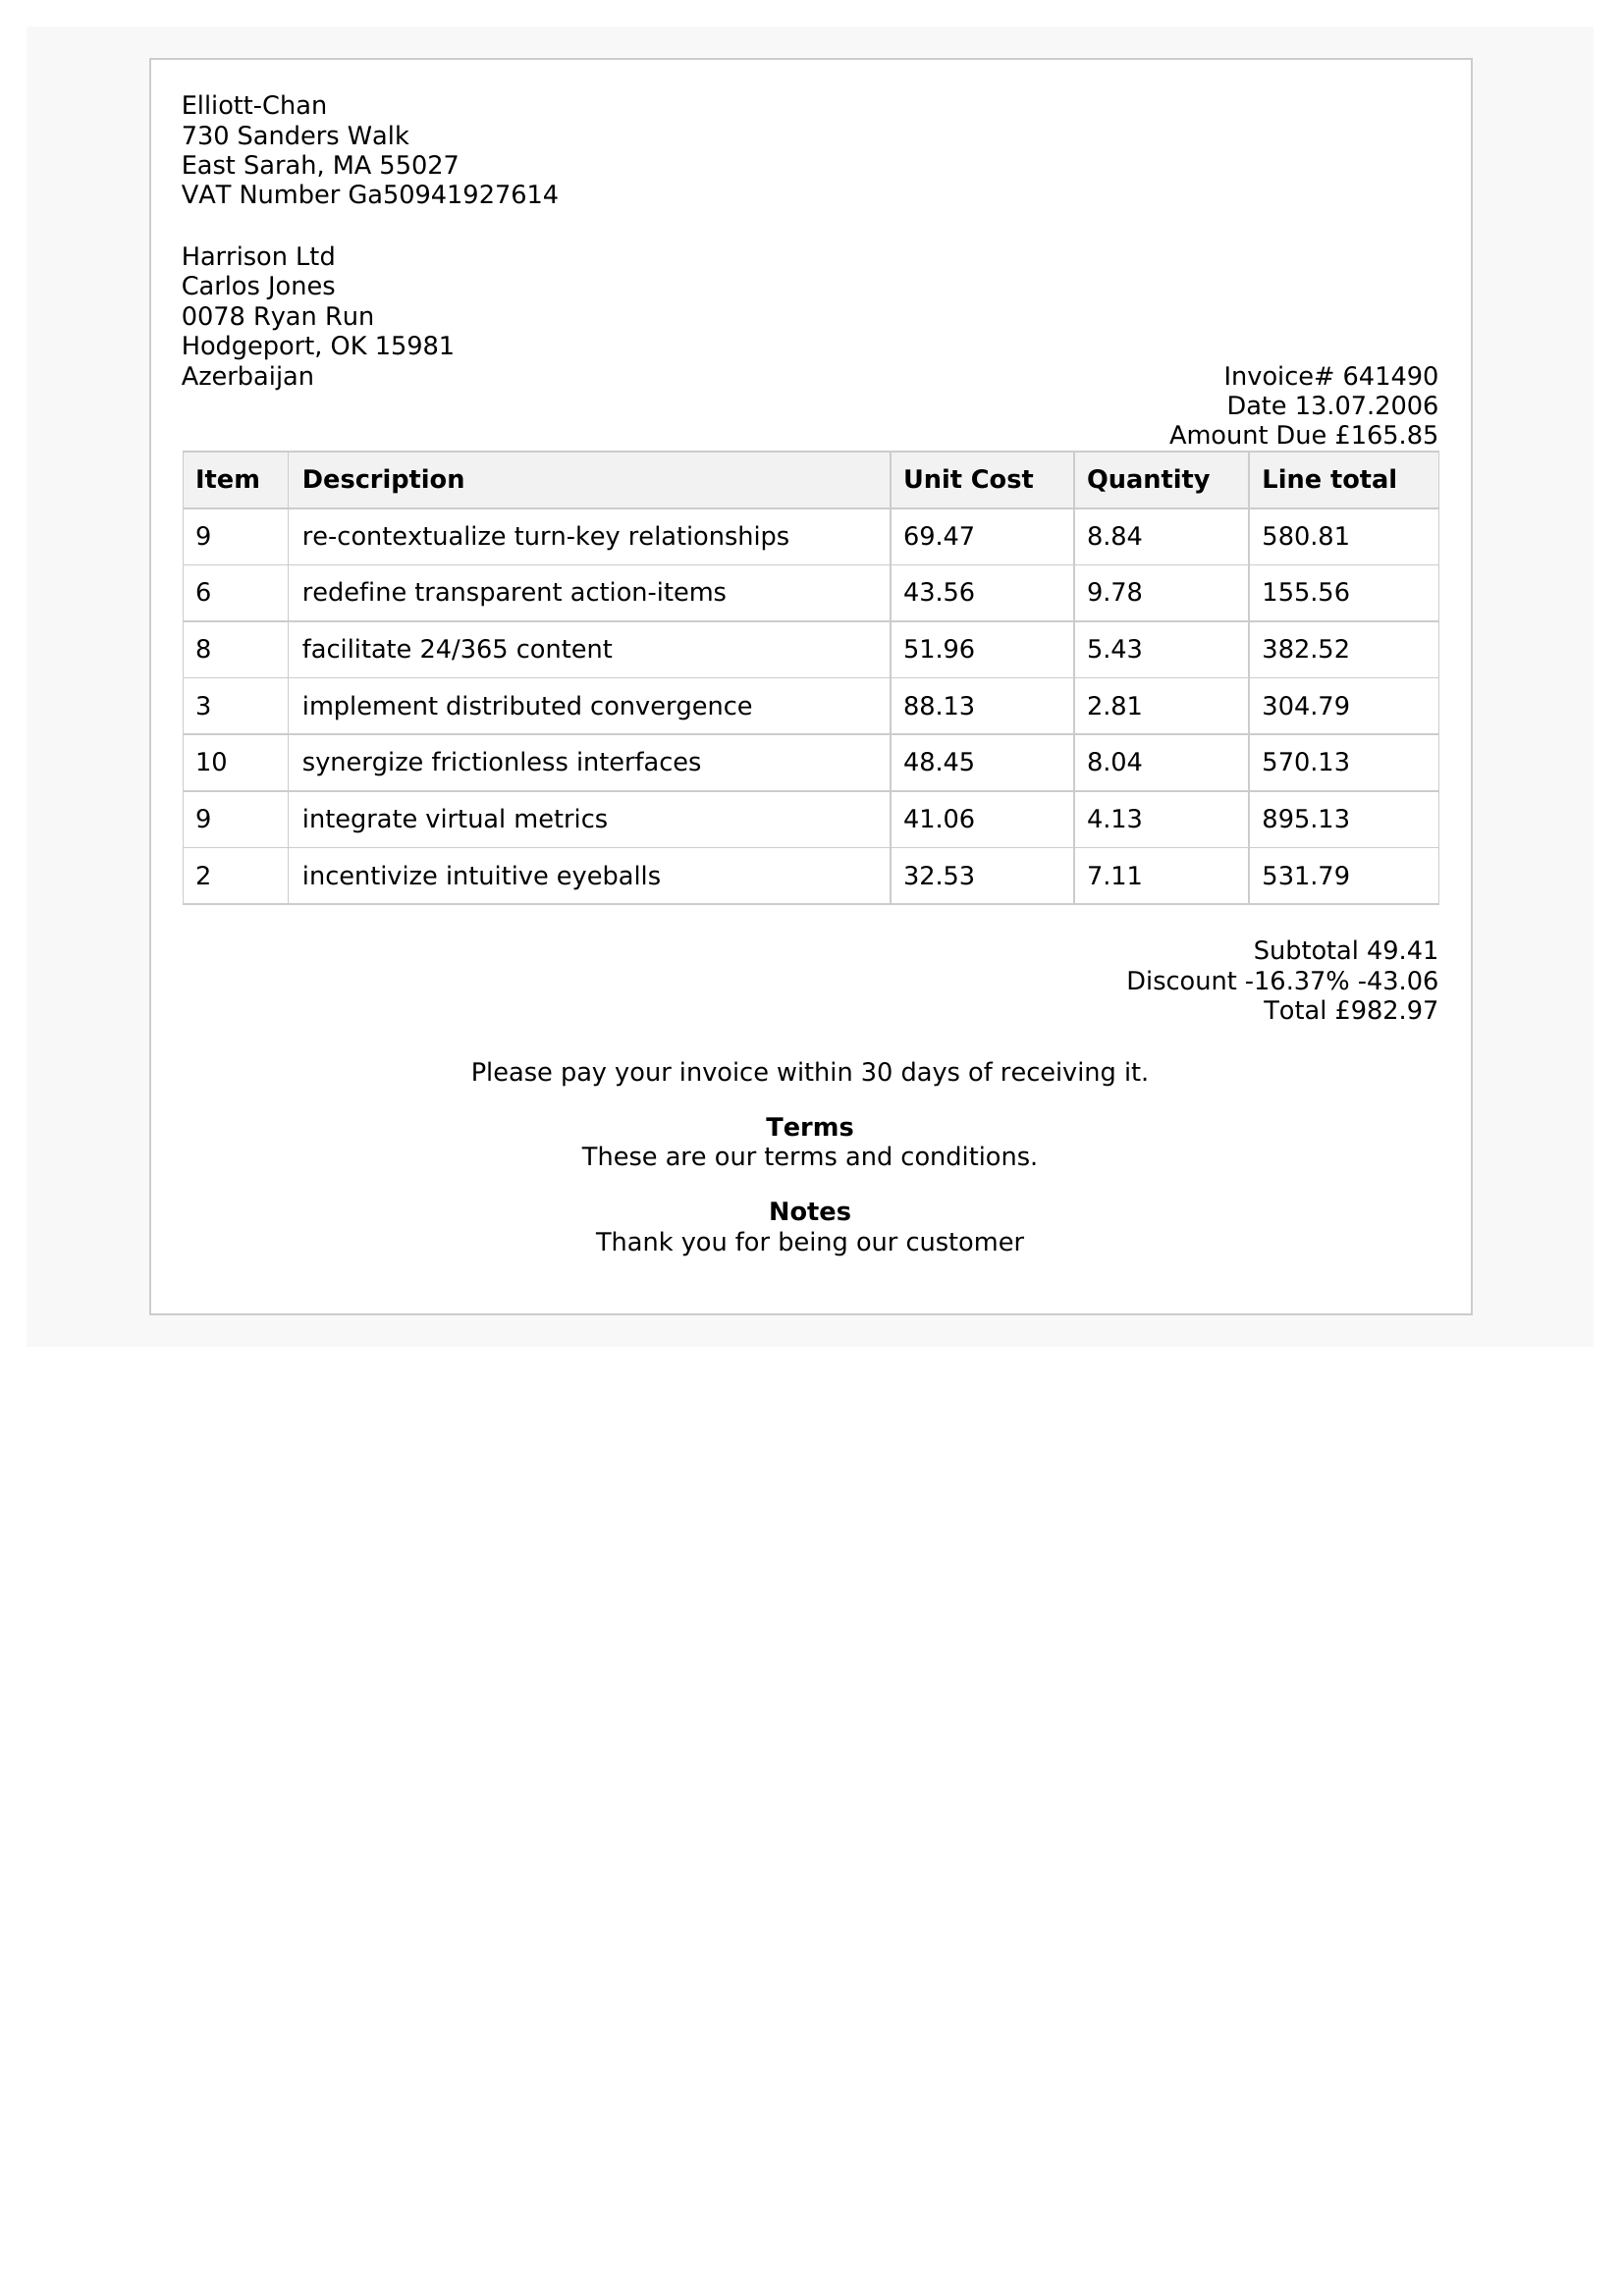 Elliott-Chan
730 Sanders Walk
East Sarah, MA 55027
VAT Number Ga50941927614
Harrison Ltd
Carlos Jones
0078 Ryan Run
Hodgeport, OK 15981
Azerbaijan
Invoice# 641490
Date 13.07.2006
Amount Due £165.85
Item Description Unit Cost Quantity Line total
9 re-contextualize turn-key relationships 69.47 8.84 580.81
6 redefine transparent action-items 43.56 9.78 155.56
8 facilitate 24/365 content 51.96 5.43 382.52
3 implement distributed convergence 88.13 2.81 304.79
10 synergize frictionless interfaces 48.45 8.04 570.13
9 integrate virtual metrics 41.06 4.13 895.13
2 incentivize intuitive eyeballs 32.53 7.11 531.79
Subtotal 49.41
Discount -16.37% -43.06
Total £982.97
Please pay your invoice within 30 days of receiving it.
Terms
These are our terms and conditions.
Notes
Thank you for being our customer